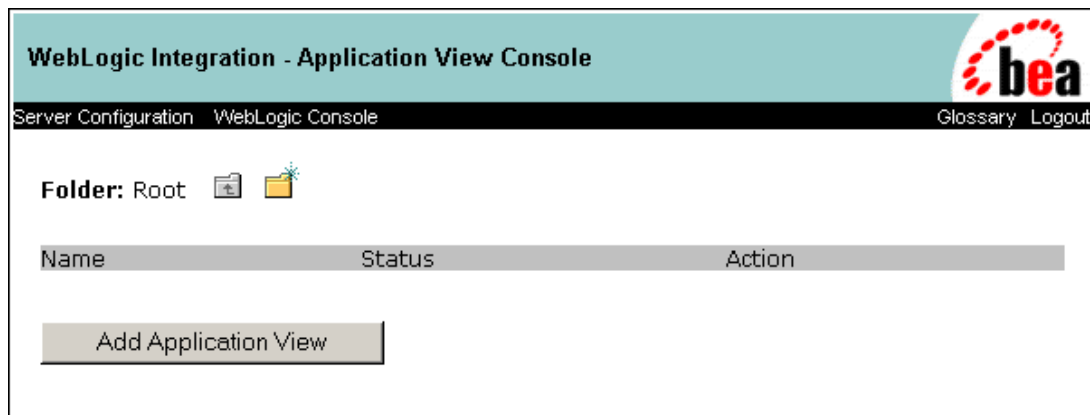 WebLogic Integration - Application View Console
bea
Server Configuration WebLogic Console Glossary Logout
Folder: Root
Name Status Action
Add Application View